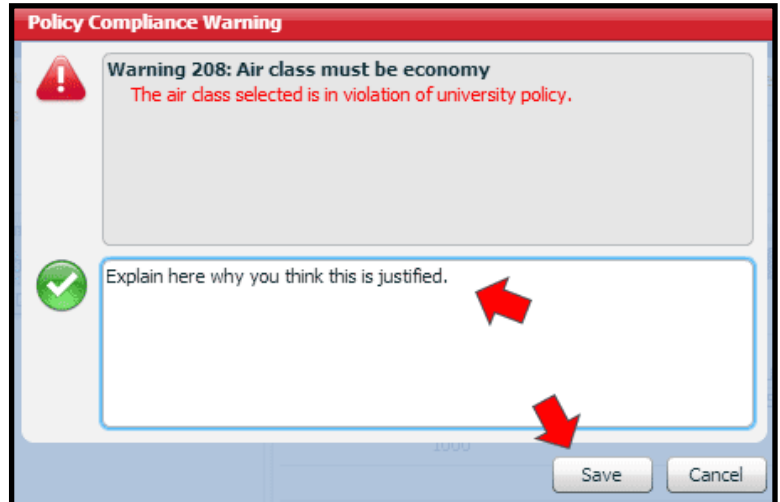 Policy Compliance Warning
Warning 208: Air class must be economy
The air class selected is in violation of university policy.
Explain here why you think this is justified.
1000
Save Cancel